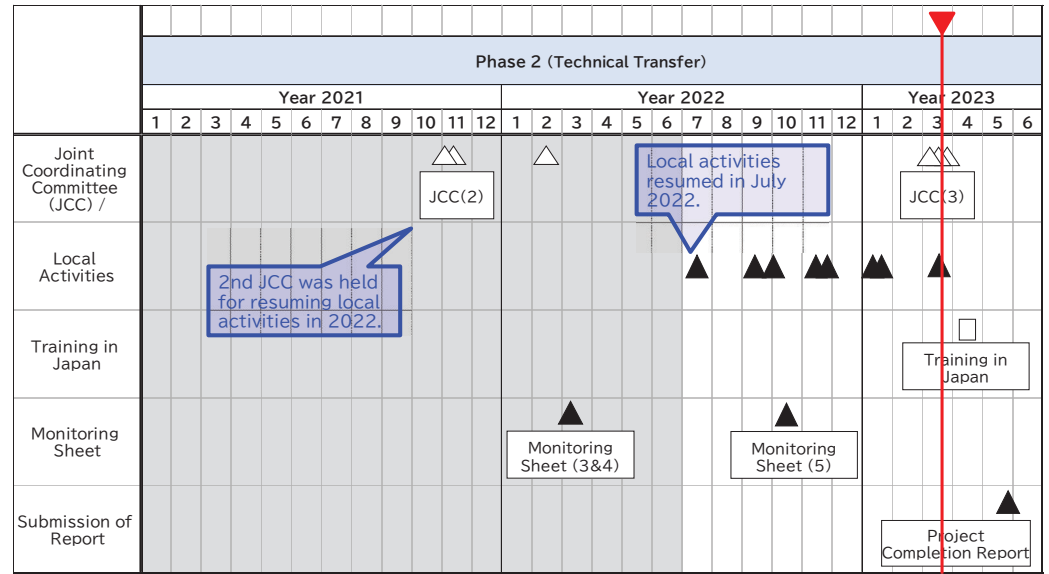 Phase 2 (Technical Transfer)
Year 2021
Year 2022
Year 2023
1 2 3 4 5 6 7 8 9 10 11 12 1 2 3 4 5 6 7 8 9 10 11 12 1 2 3 4 5 6
Joint
Coordinating
Committee
(JCC) /
JCC(2)
Local activities
resumed in July
2022.
JCC(3)
Local
Activities
2nd JCC was held
for resuming local
activities in 2022.
Training in
Japan
Training in
Japan
Monitoring
Sheet
Monitoring
Sheet (3&4)
Monitoring
Sheet (5)
Submission of
Report
Project
Completion Report